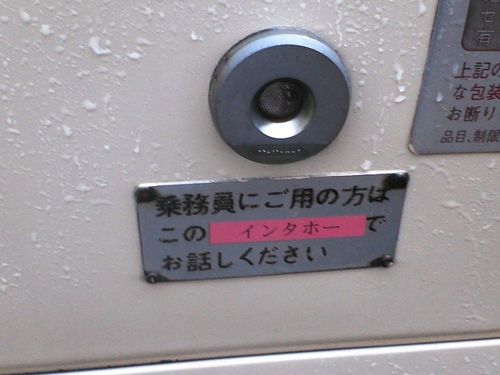 乗務員にご用の方は
この インタホー で
お話しください
上記の
な包装
お断り
品目、制限